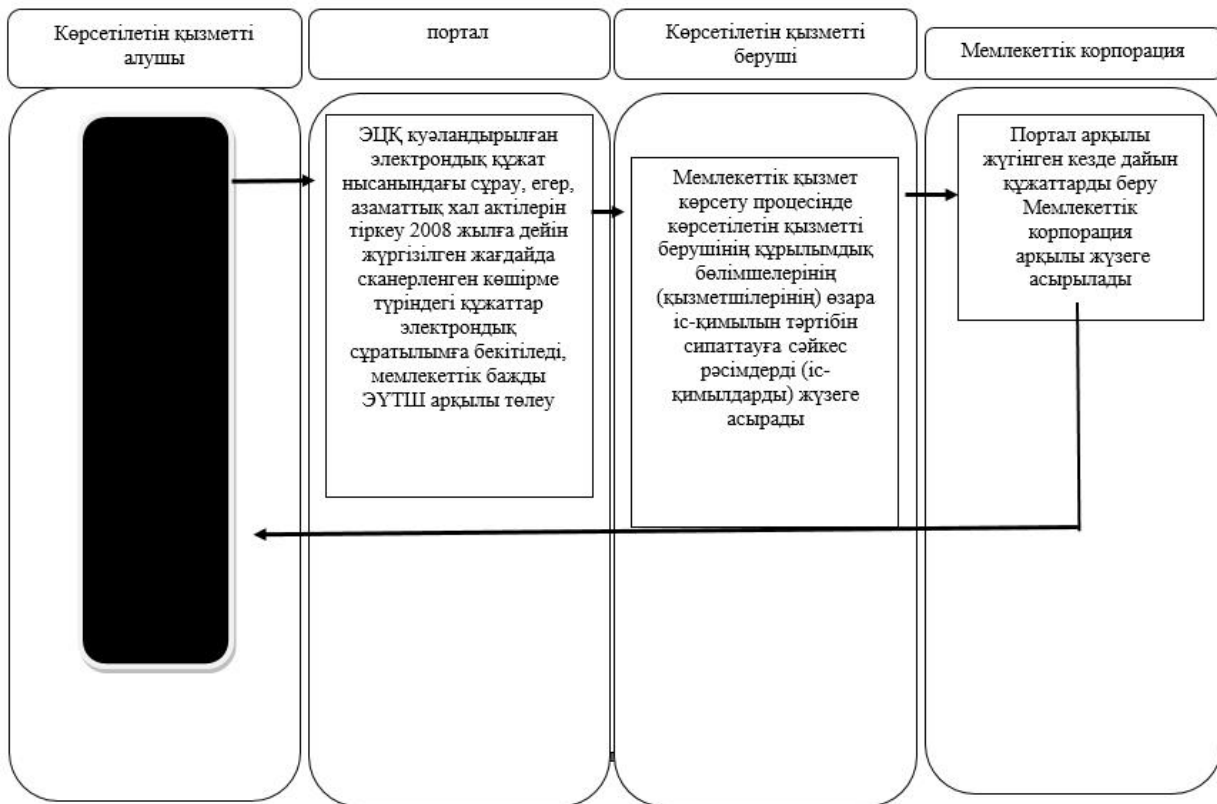 Көрсетілетін қызметті
алушы
портал
Көрсетілетін қызметті
беруші
Мемлекеттік корпорация
ЭЦҚ куәландырылған
электрондық құжат
нысанындағы сұрау, егер,
азаматтық хал актілерін
тіркеу 2008 жылға дейін
жүргізілген жағдайда
сканерленген көшірме
түріндегі құжаттар
электрондық
сұратылымға бекітіледі,
мемлекеттік бажды
ЭҮТШ арқылы төлеу
Мемлекеттік қызмет
көрсету процесінде
көрсетілетін қызметті
берушінің құрылымдық
бөлімшелерінің
(қызметшілерінің) өзара
іс-қимылын тәртібін
сипаттауға сәйкес
рәсімдерді (іс-
қимылдарды) жүзеге
асырады
Портал арқылы
жүгінген кезде дайын
құжаттарды беру
Мемлекеттік
корпорация
арқылы жүзеге
асырылады